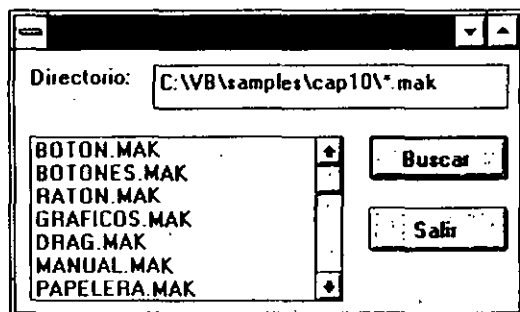 Directorio: C:\VB\samples\cap10\*.mak
BOTON.MAK
BOTONES.MAK
RATON.MAK
GRAFICOS.MAK
DRAG.MAK
MANUAL.MAK
PAPELERA.MAK
Buscar
Salir